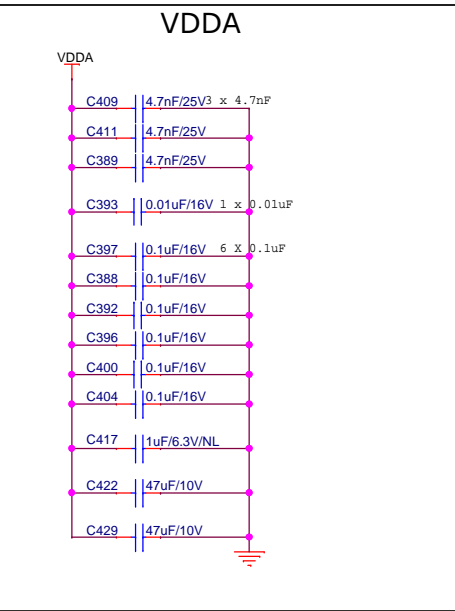 VDDA
VDDA
C409 4.7nF/25V 3 x 4.7nF
C411 4.7nF/25V
C389 4.7nF/25V
C393 0.01uF/16V 1 x 0.01uF
C397 0.1uF/16V 6 X 0.1uF
C388 0.1uF/16V
C392 0.1uF/16V
C396 0.1uF/16V
C400 0.1uF/16V
C404 0.1uF/16V
C417 1uF/6.3V/NL
C422 47uF/10V
C429 47uF/10V